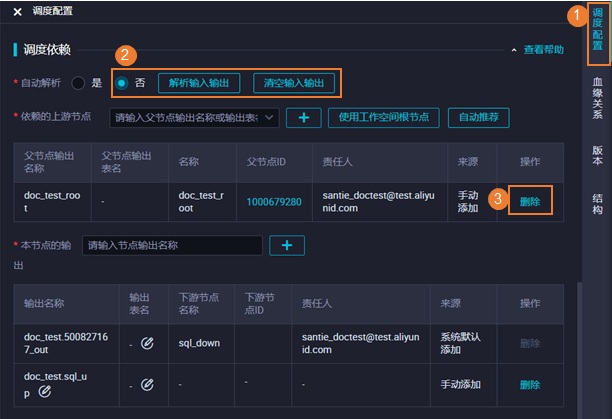 调度配置
1
调度配置
调度依赖
查看帮助
2
* 自动解析 是 否 解析输入输出 清空输入输出
* 依赖的上游节点 请输入父节点输出名称或输出表名 使用工作空间根节点 自动推荐
父节点输出名称 父节点输出表名 名称 父节点ID 责任人 来源 操作
doc_test_root - doc_test_root 1000679280 santie_doctest@test.aliyunid.com 手动添加 3 删除
* 本节点的输出 请输入节点输出名称
输出名称 输出表名 下游节点名称 下游节点ID 责任人 来源 操作
doc_test.500827167_out - sql_down santie_doctest@test.aliyunid.com 系统默认添加 删除
doc_test.sql_up - - - - 手动添加 删除
血缘关系
版本
结构